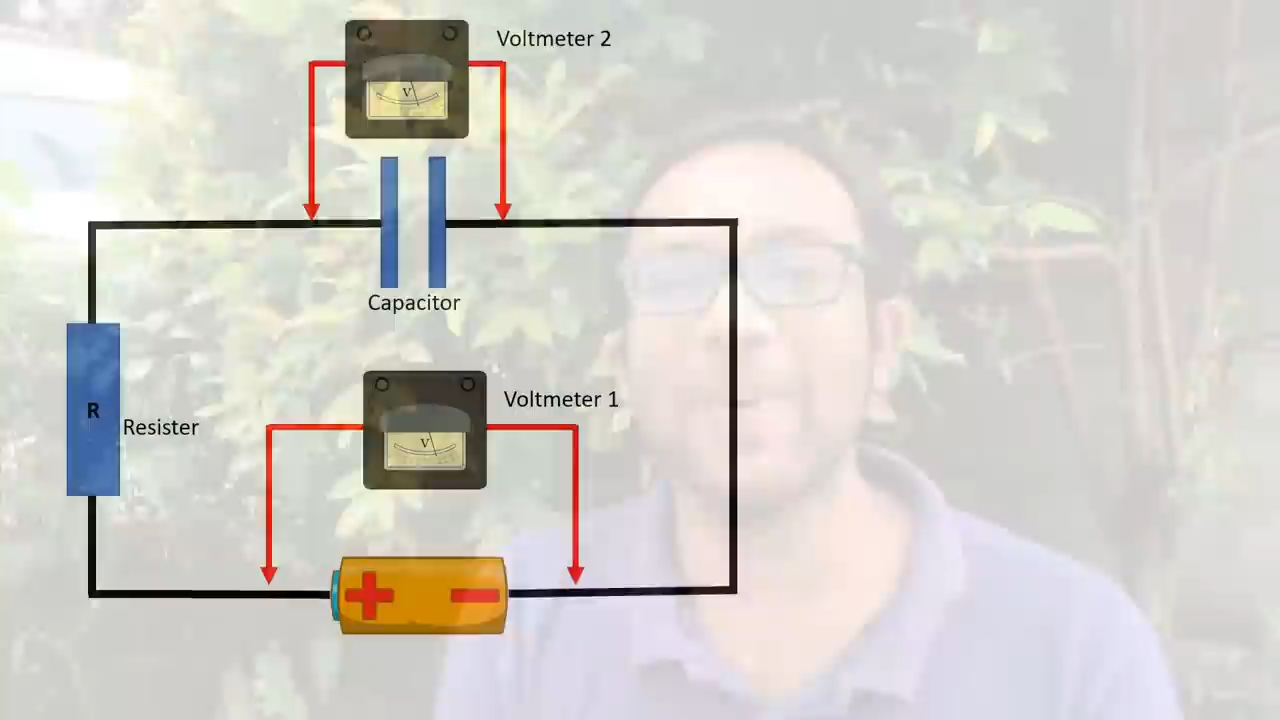 Voltmeter 2
V
Capacitor
Voltmeter 1
R
Resister
V